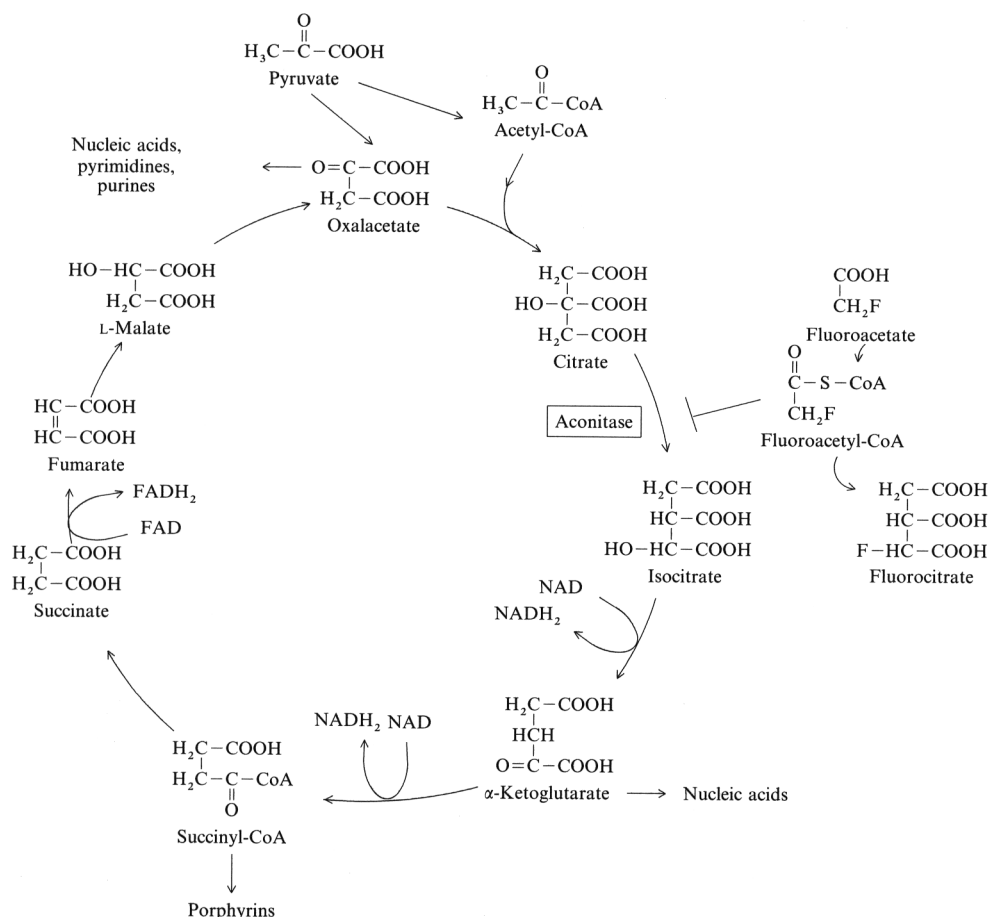 O
H₃C–C–COOH
Pyruvate
O
H₃C–C–CoA
Acetyl-CoA
Nucleic acids,
pyrimidines,
purines
O=C–COOH
H₂C–COOH
Oxalacetate
HO–HC–COOH
H₂C–COOH
L-Malate
H₂C–COOH
HO–C–COOH
H₂C–COOH
Citrate
COOH
CH₂F
Fluoroacetate
O
C–S–CoA
CH₂F
Fluoroacetyl-CoA
Aconitase
HC–COOH
HC–COOH
Fumarate
FADH₂
FAD
H₂C–COOH
HC–COOH
HO–HC–COOH
Isocitrate
H₂C–COOH
HC–COOH
F–HC–COOH
Fluorocitrate
H₂C–COOH
H₂C–COOH
Succinate
NAD
NADH₂
H₂C–COOH
HCH
O=C–COOH
α-Ketoglutarate
Nucleic acids
NADH₂ NAD
H₂C–COOH
H₂C–C–CoA
O
Succinyl-CoA
Porphyrins